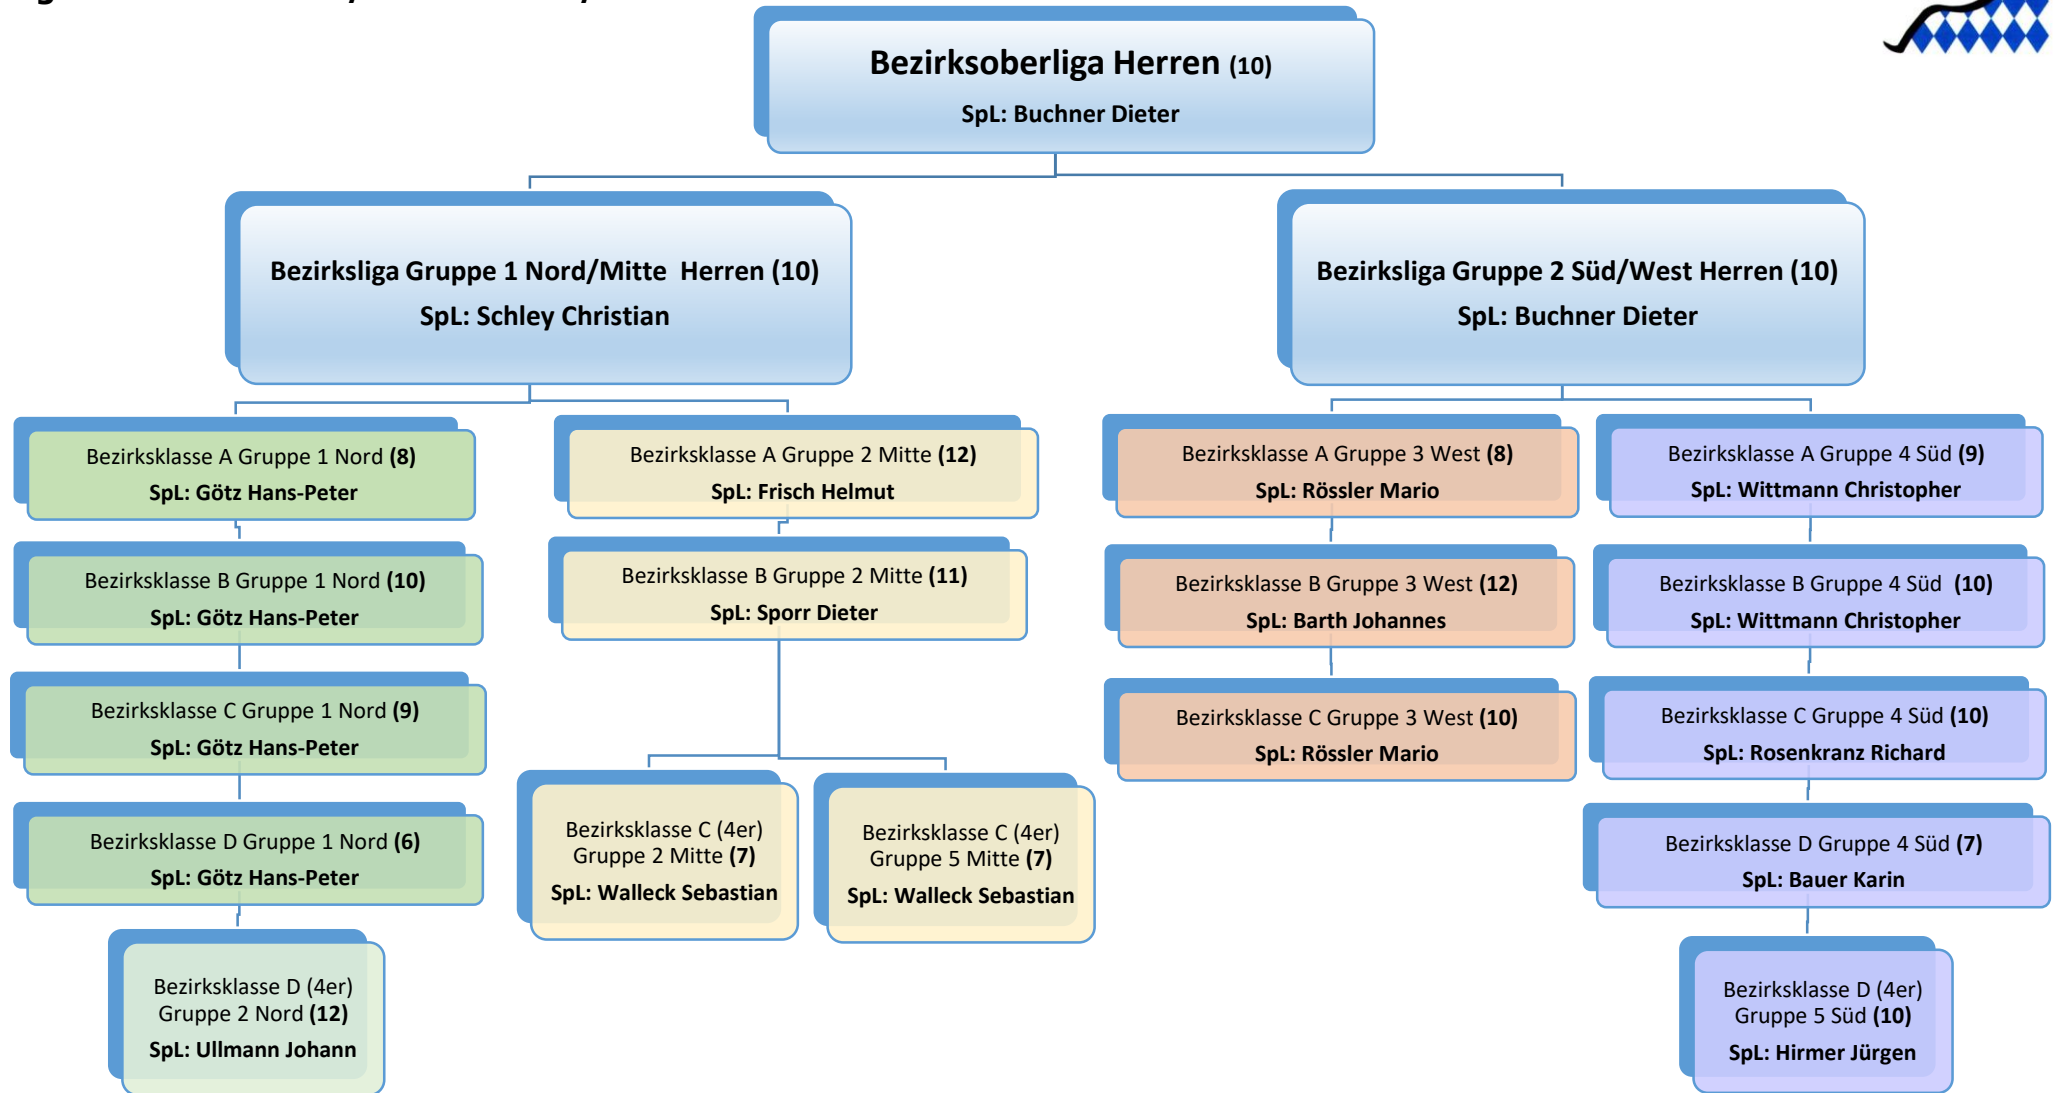 Bezirksoberliga Herren (10)
SpL: Buchner Dieter
Bezirksliga Gruppe 1 Nord/Mitte  Herren (10)
SpL: Schley Christian
Bezirksliga Gruppe 2 Süd/West Herren (10)
SpL: Buchner Dieter
Bezirksklasse A Gruppe 1 Nord (8)
SpL: Götz Hans-Peter
Bezirksklasse A Gruppe 2 Mitte (12)
SpL: Frisch Helmut
Bezirksklasse A Gruppe 3 West (8)
SpL: Rössler Mario
Bezirksklasse A Gruppe 4 Süd (9)
SpL: Wittmann Christopher
Bezirksklasse B Gruppe 1 Nord (10)
SpL: Götz Hans-Peter
Bezirksklasse B Gruppe 2 Mitte (11)
SpL: Sporr Dieter
Bezirksklasse B Gruppe 3 West (12)
SpL: Barth Johannes
Bezirksklasse B Gruppe 4 Süd  (10)
SpL: Wittmann Christopher
Bezirksklasse C Gruppe 1 Nord (9)
SpL: Götz Hans-Peter
Bezirksklasse C Gruppe 3 West (10)
SpL: Rössler Mario
Bezirksklasse C Gruppe 4 Süd (10)
SpL: Rosenkranz Richard
Bezirksklasse D Gruppe 1 Nord (6)
SpL: Götz Hans-Peter
Bezirksklasse C (4er)
Gruppe 2 Mitte (7)
SpL: Walleck Sebastian
Bezirksklasse C (4er)
Gruppe 5 Mitte (7)
SpL: Walleck Sebastian
Bezirksklasse D Gruppe 4 Süd (7)
SpL: Bauer Karin
Bezirksklasse D (4er)
Gruppe 2 Nord (12)
SpL: Ullmann Johann
Bezirksklasse D (4er)
Gruppe 5 Süd (10)
SpL: Hirmer Jürgen